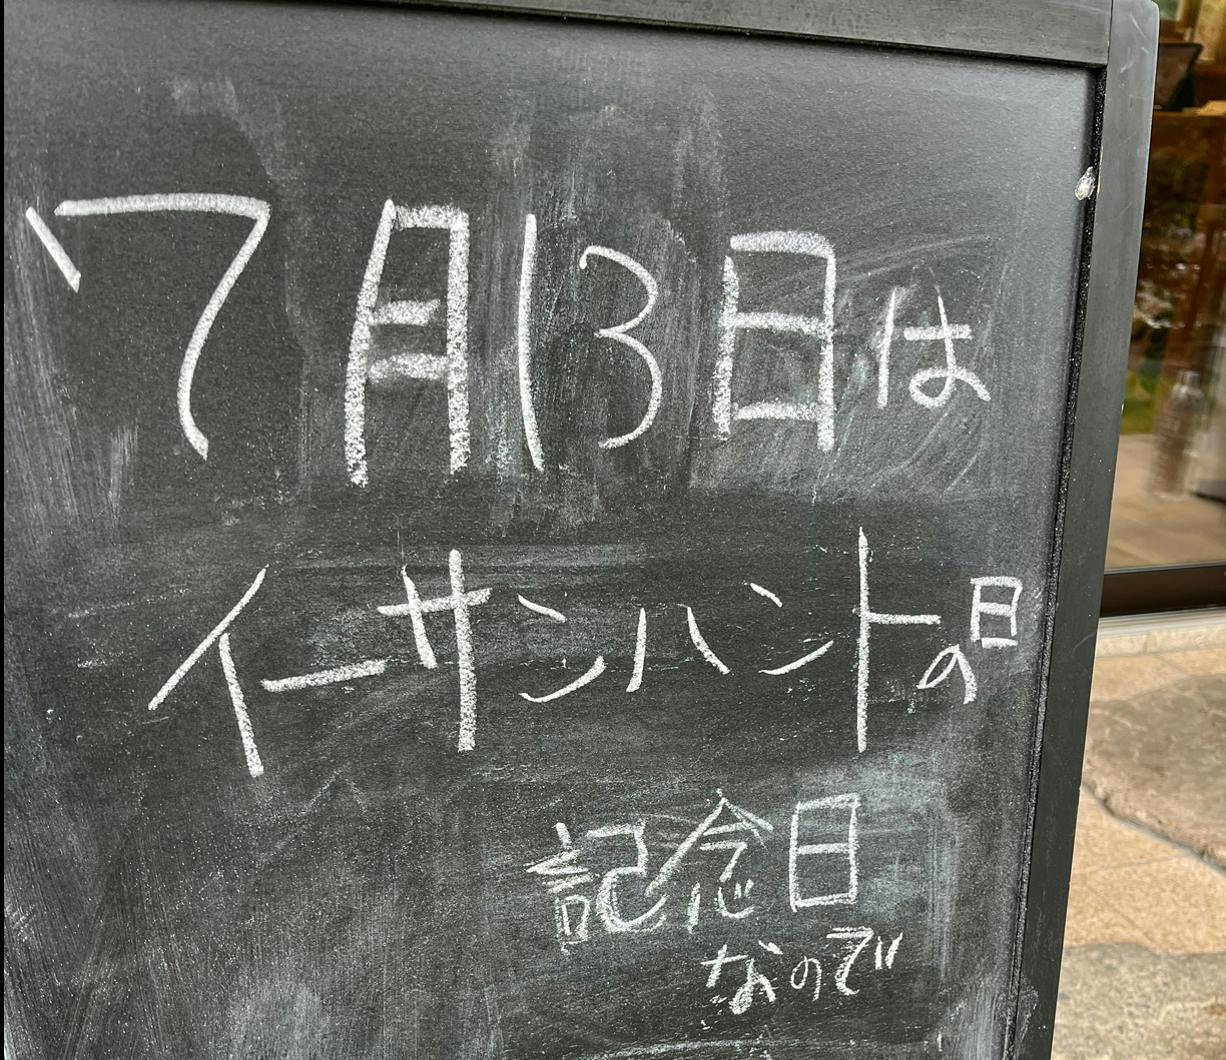 7月13日は
イーサンハントの日
記念日
なので